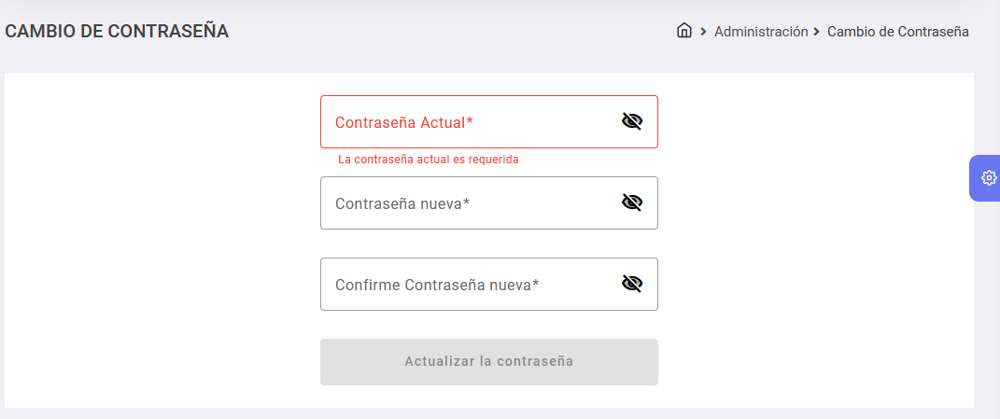 CAMBIO DE CONTRASEÑA
Administración Cambio de Contraseña
Contraseña Actual*
La contraseña actual es requerida
Contraseña nueva*
Confirme Contraseña nueva*
Actualizar la contraseña